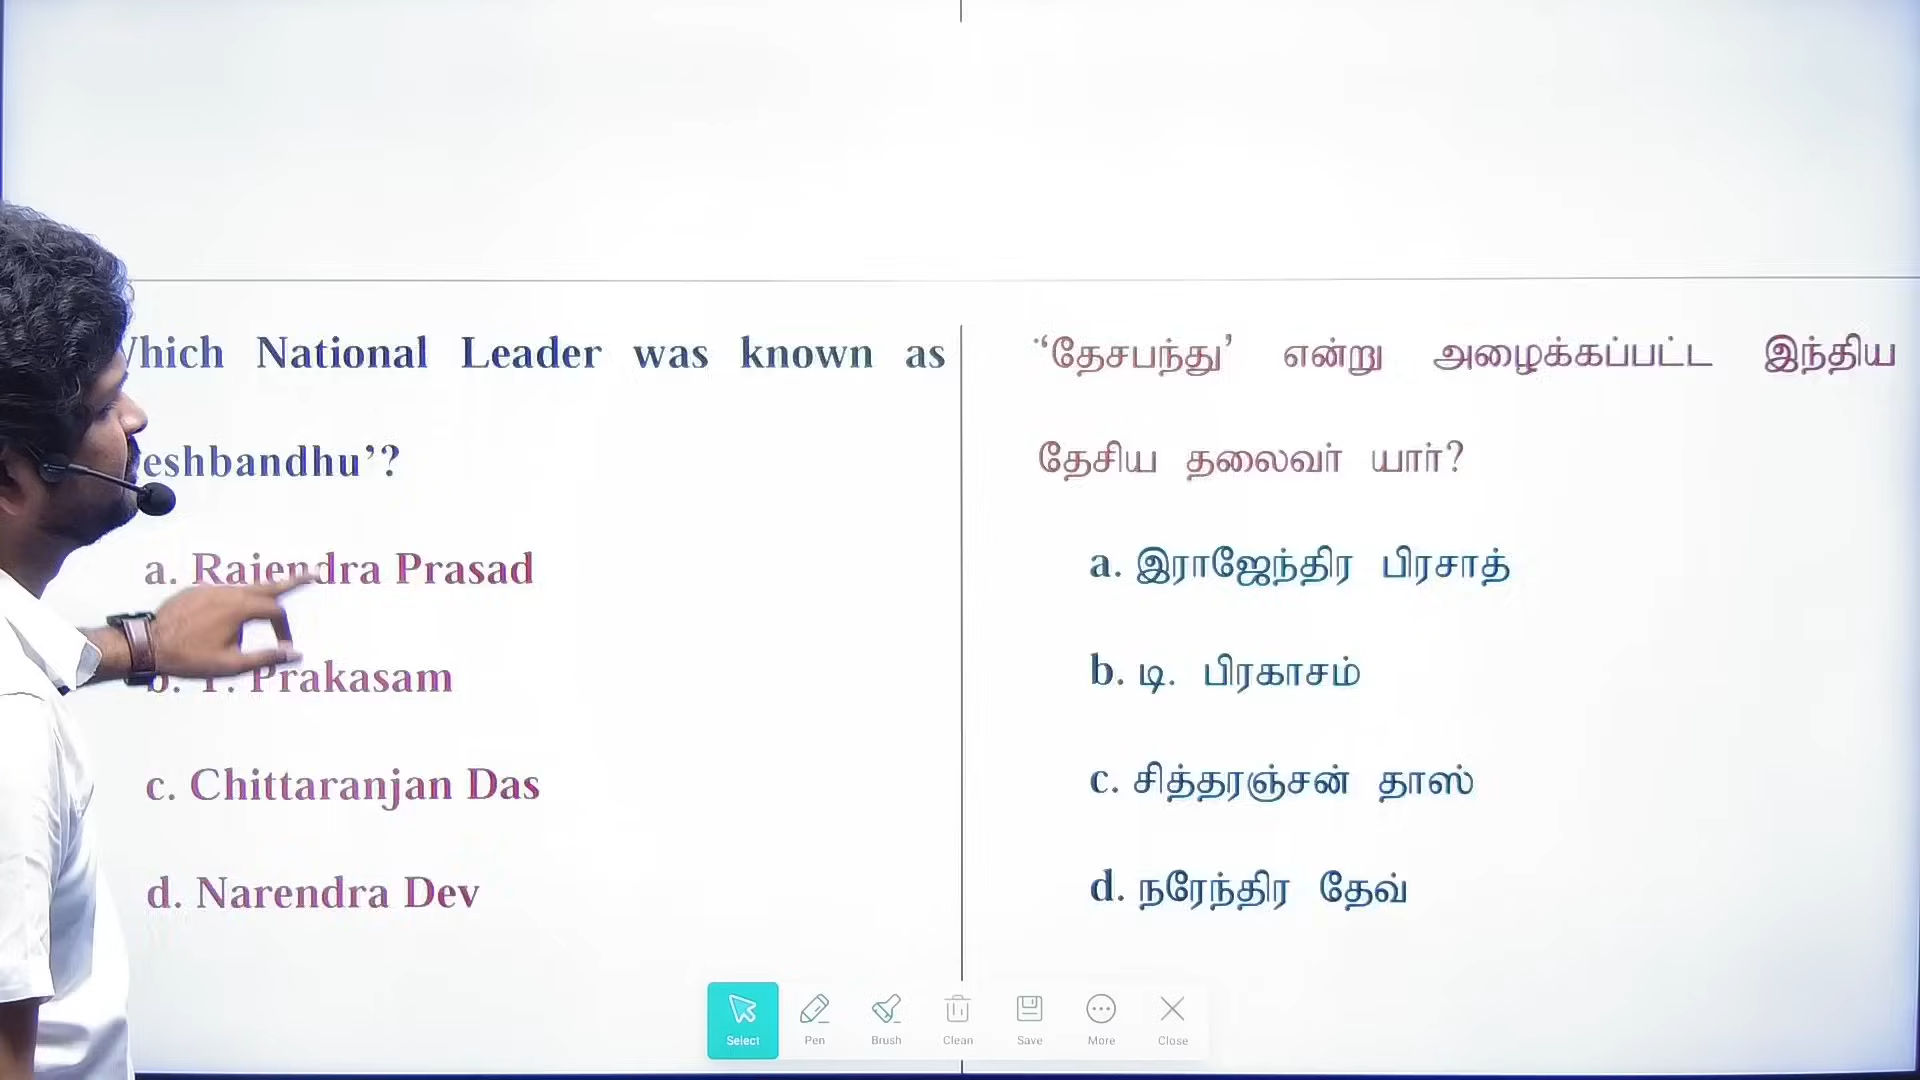 National Leader was known as
eshbandhu’?
a. Rajendra Prasad
b. T. Prakasam
c. Chittaranjan Das
d. Narendra Dev
‘தேசபந்து’ என்று அழைக்கப்பட்ட இந்திய
தேசிய தலைவர் யார்?
a. இராஜேந்திர பிரசாத்
b. டி. பிரகாசம்
c. சித்தரஞ்சன் தாஸ்
d. நரேந்திர தேவ்
Select Pen Brush Clean Save More Close